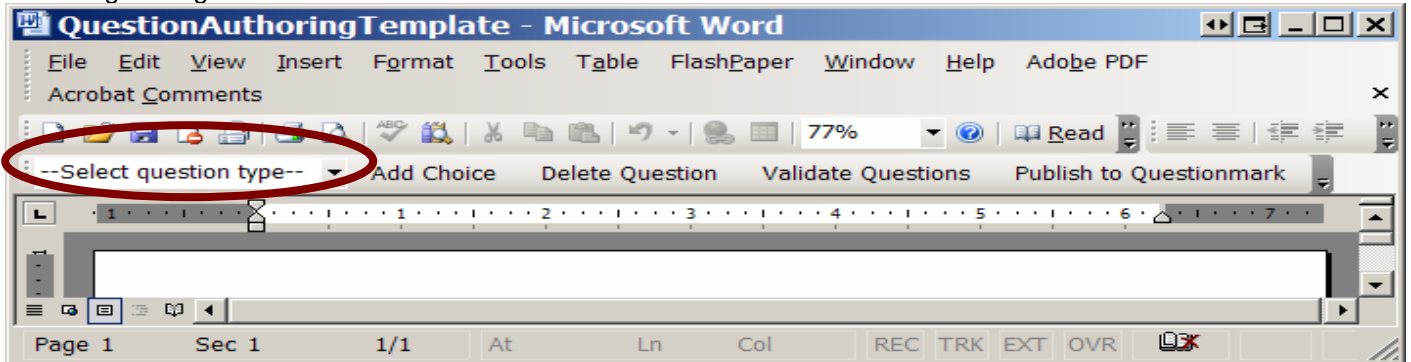 QuestionAuthoringTemplate - Microsoft Word
File Edit View Insert Format Tools Table FlashPaper Window Help Adobe PDF
Acrobat Comments
ABC 77% Read
--Select question type-- Add Choice Delete Question Validate Questions Publish to Questionmark
1 1 2 3 4 5 6 7
Page 1 Sec 1 1/1 At Ln Col REC TRK EXT OVR